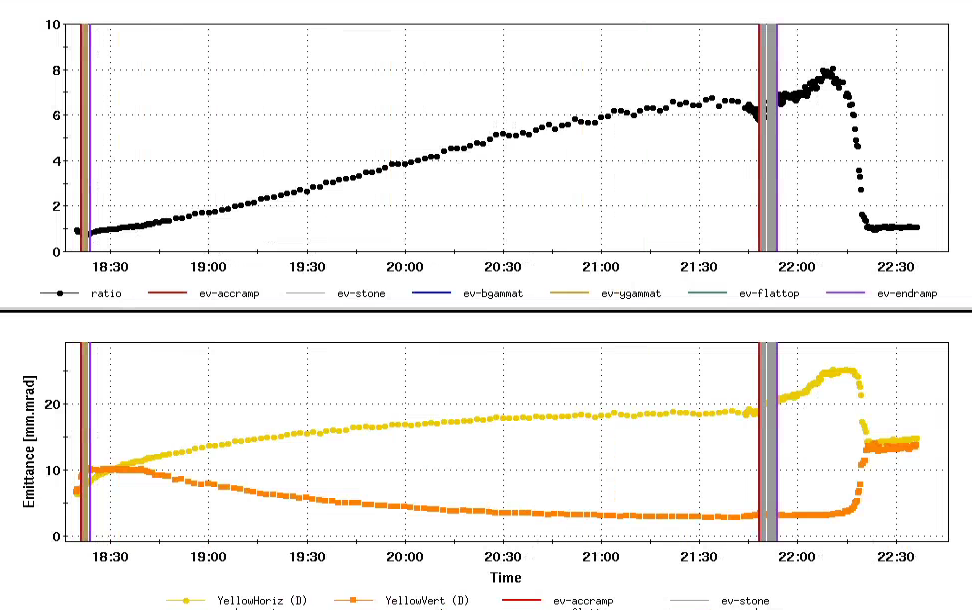 10
8
6
4
2
0
18:30 19:00 19:30 20:00 20:30 21:00 21:30 22:00 22:30
ratio ev-accramp ev-stone ev-bgammat ev-ygammat ev-flattop ev-endramp
Emittance [mm.mrad]
20
10
0
18:30 19:00 19:30 20:00 20:30 21:00 21:30 22:00 22:30
Time
YellowHoriz (D) YellowVert (D) ev-accramp ev-stone